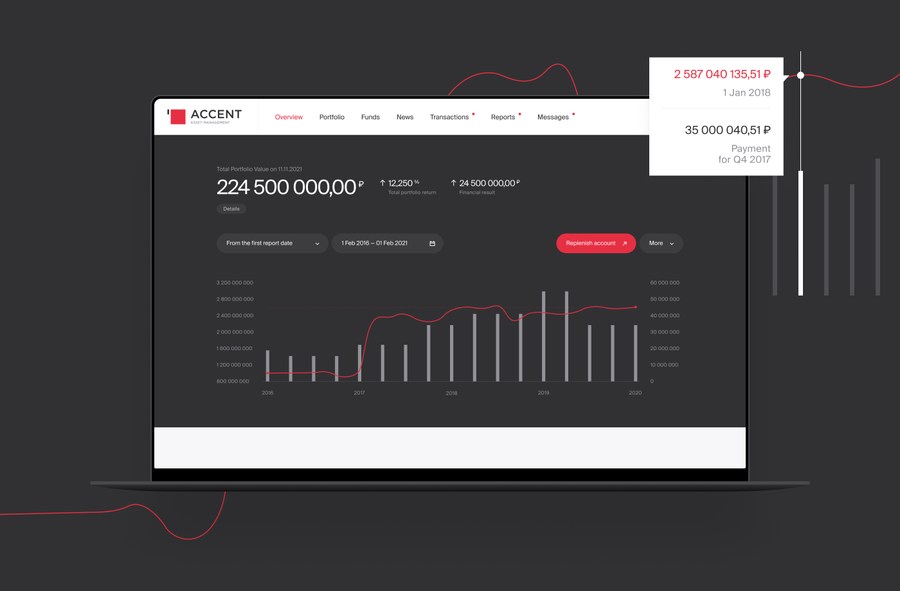 2 587 040 135,51 ₽
1 Jan 2018
35 000 040,51 ₽
Payment
for Q4 2017
ACCENT
ASSET MANAGEMENT
Overview Portfolio Funds News Transactions Reports Messages
Total Portfolio Value on 11.11.2021
224 500 000,00 ₽
↑ 12,250 %
Total portfolio return
↑ 24 500 000,00 ₽
Financial result
Details
From the first report date
1 Feb 2016 – 01 Feb 2021
Replenish account
More
3 200 000 000
2 800 000 000
2 400 000 000
2 000 000 000
1 600 000 000
1 200 000 000
800 000 000
60 000 000
50 000 000
40 000 000
30 000 000
20 000 000
10 000 000
0
2016 2017 2018 2019 2020